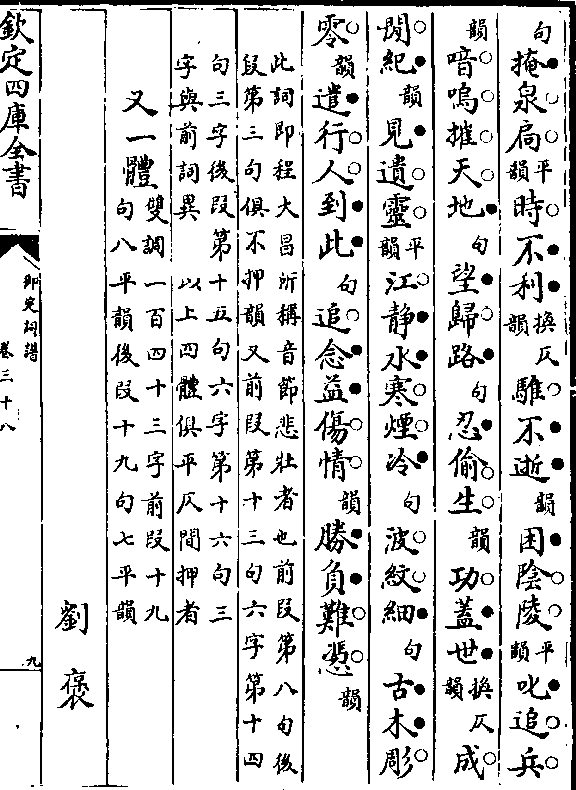 句掩泉扃平韻時不利換仄韻騅不逝韻困陰陵平韻叱追兵
韻喑嗚摧天地句望歸路句忍偷生韻功蓋世換仄韻成
閒紀韻見遺靈平韻江静水寒煙冷句波紋細句古木彫
零韻遣行人到此句追念益傷情韻勝負難憑韻
此詞即程大昌所稱音節悲壯者也前段第八句後
段第三句俱不押韻又前段第十三句六字第十四
句三字後段第十五句六字第十六句三
字與前詞異 以上四體俱平仄間押者
又一體雙調一百四十三字前段十九
句八平韻後段十九句七平韻
劉褒
欽定四庫全書
御定詞譜
卷三十八
九